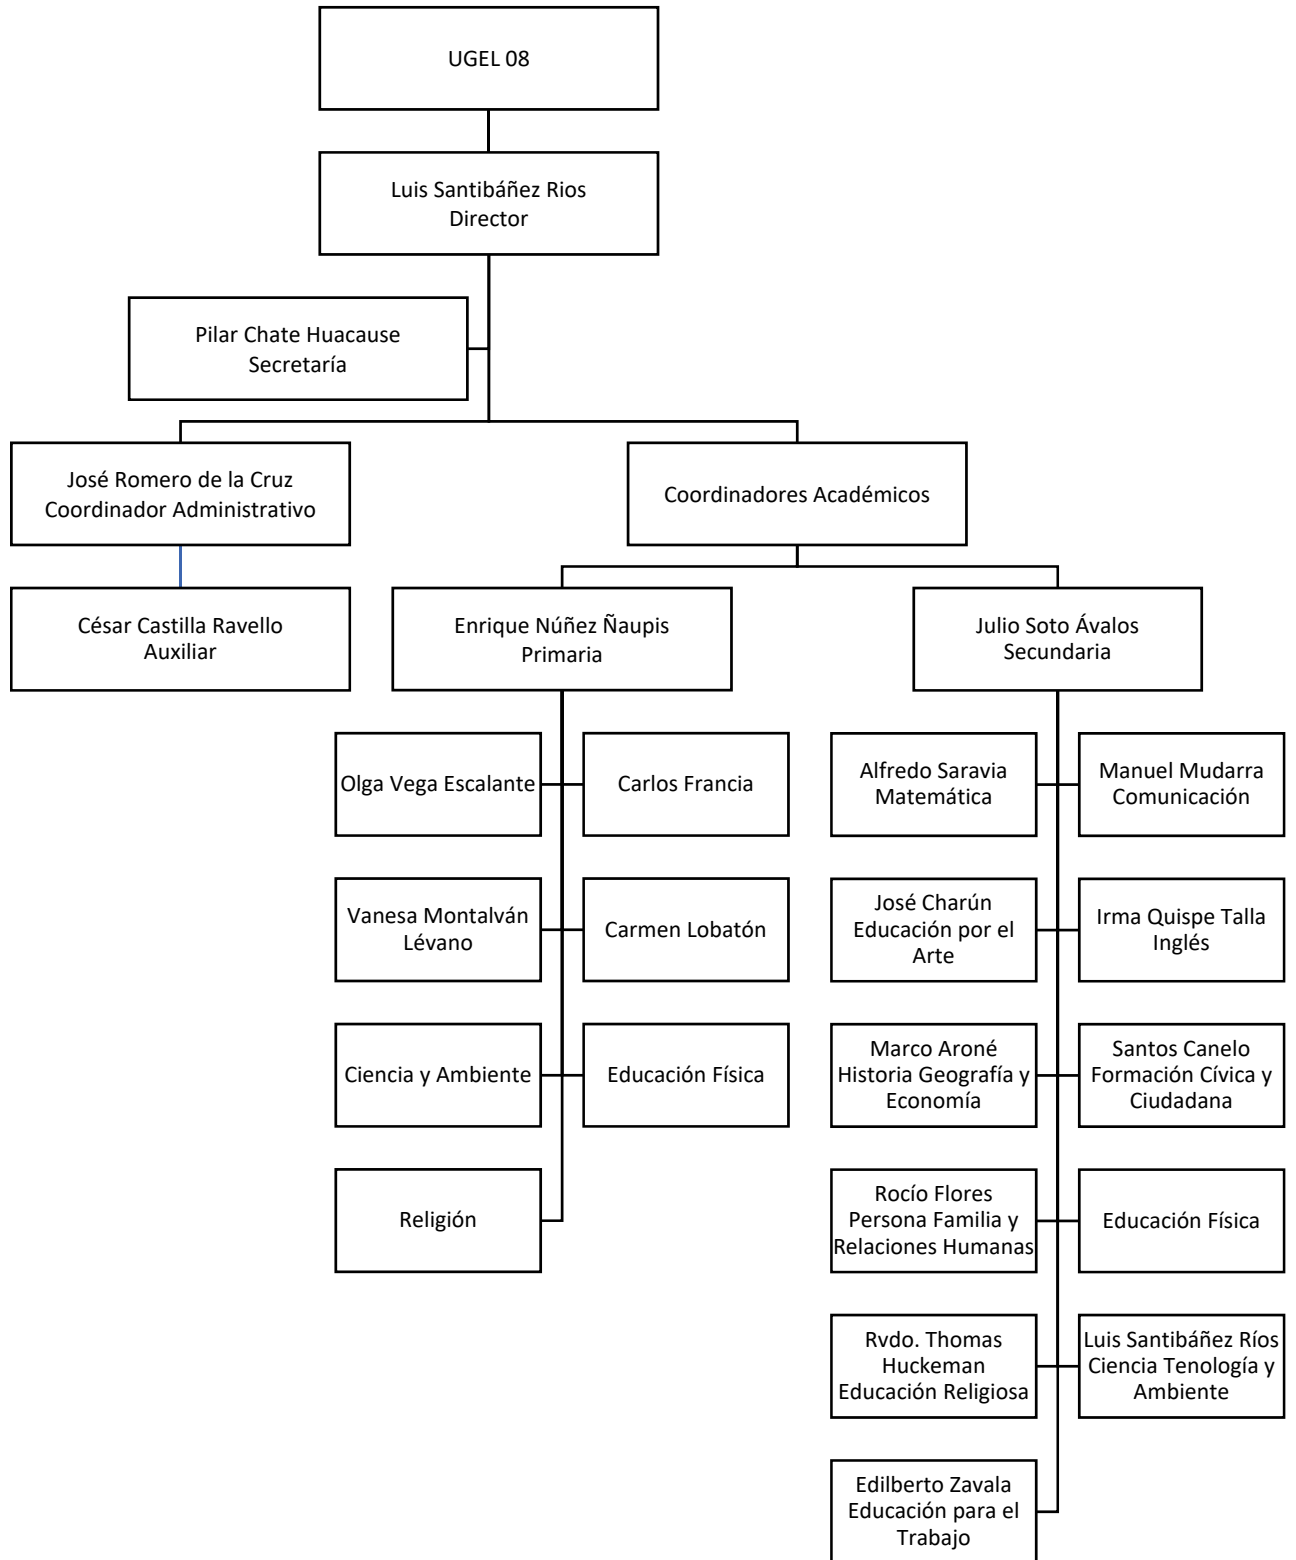 UGEL 08
Luis Santibáñez Rios
Director
Pilar Chate Huacause
Secretaría
José Romero de la Cruz
Coordinador Administrativo
Coordinadores Académicos
César Castilla Ravello
Auxiliar
Enrique Núñez Ñaupis
Primaria
Julio Soto Ávalos
Secundaria
Olga Vega Escalante
Carlos Francia
Alfredo Saravia
Matemática
Manuel Mudarra
Comunicación
Vanesa Montalván
Lévano
Carmen Lobatón
José Charún
Educación por el
Arte
Irma Quispe Talla
Inglés
Ciencia y Ambiente
Educación Física
Marco Aroné
Historia Geografía y
Economía
Santos Canelo
Formación Cívica y
Ciudadana
Religión
Rocío Flores
Persona Familia y
Relaciones Humanas
Educación Física
Rvdo. Thomas
Huckeman
Educación Religiosa
Luis Santibáñez Ríos
Ciencia Tenología y
Ambiente
Edilberto Zavala
Educación para el
Trabajo